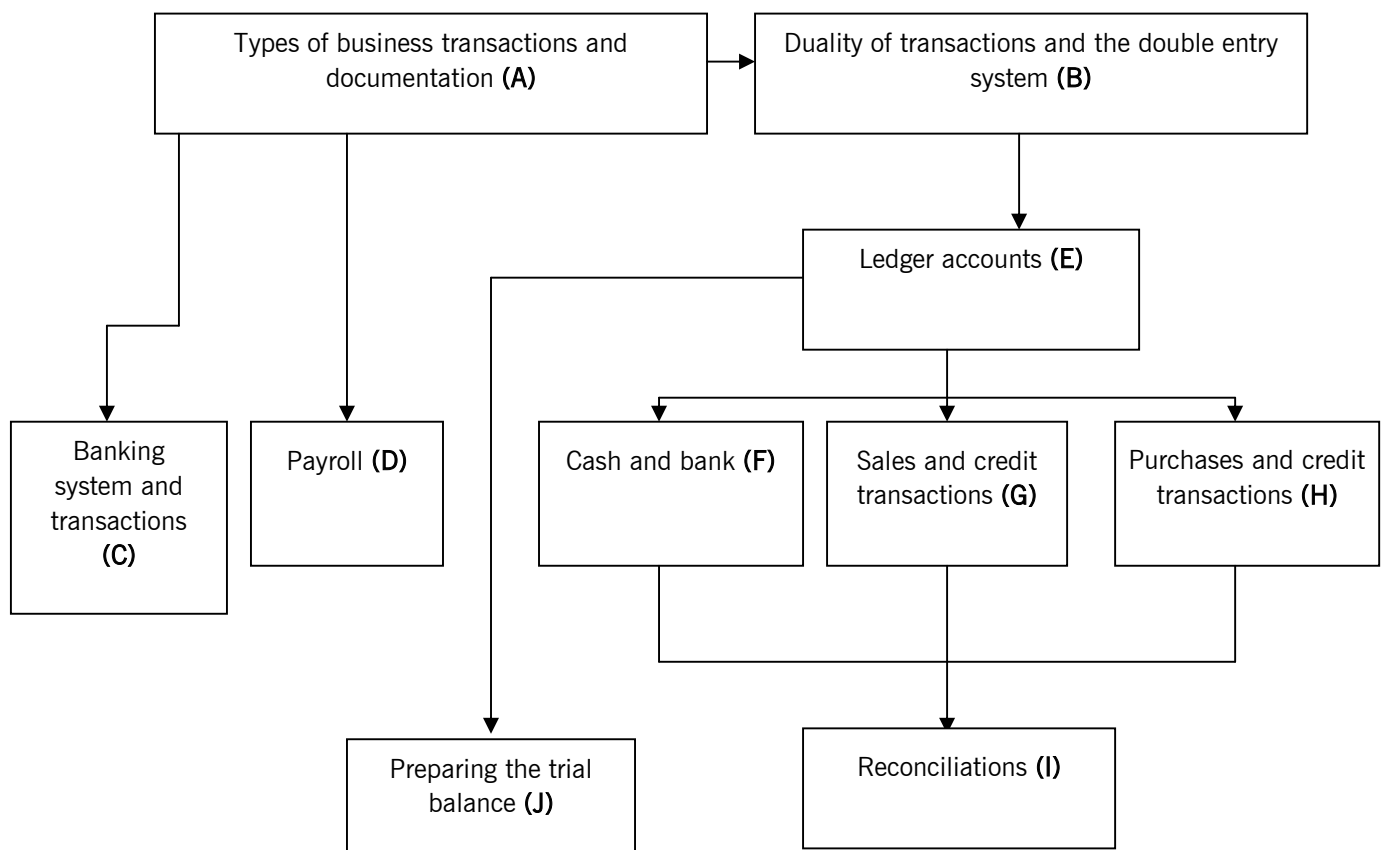 Types of business transactions and
documentation (A)
Duality of transactions and the double entry
system (B)
Ledger accounts (E)
Banking
system and
transactions
(C)
Payroll (D)
Cash and bank (F)
Sales and credit
transactions (G)
Purchases and credit
transactions (H)
Preparing the trial
balance (J)
Reconciliations (I)